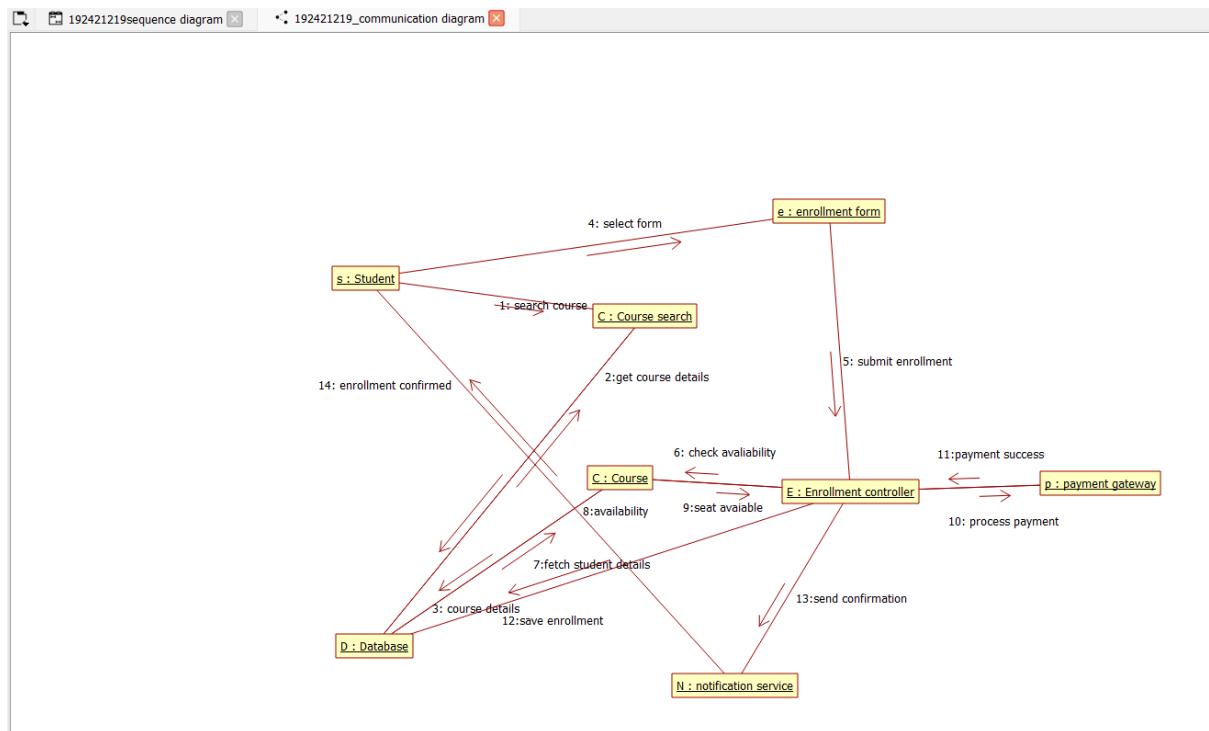 192421219sequence diagram
192421219_communication diagram
e : enrollment form
4: select form
s : Student
1: search course
C : Course search
5: submit enrollment
2:get course details
14: enrollment confirmed
6: check avaliability
11:payment success
C : Course
p : payment gateway
E : Enrollment controller
9:seat avaiable
8:availability
10: process payment
7:fetch student details
13:send confirmation
3: course details
12:save enrollment
D : Database
N : notification service